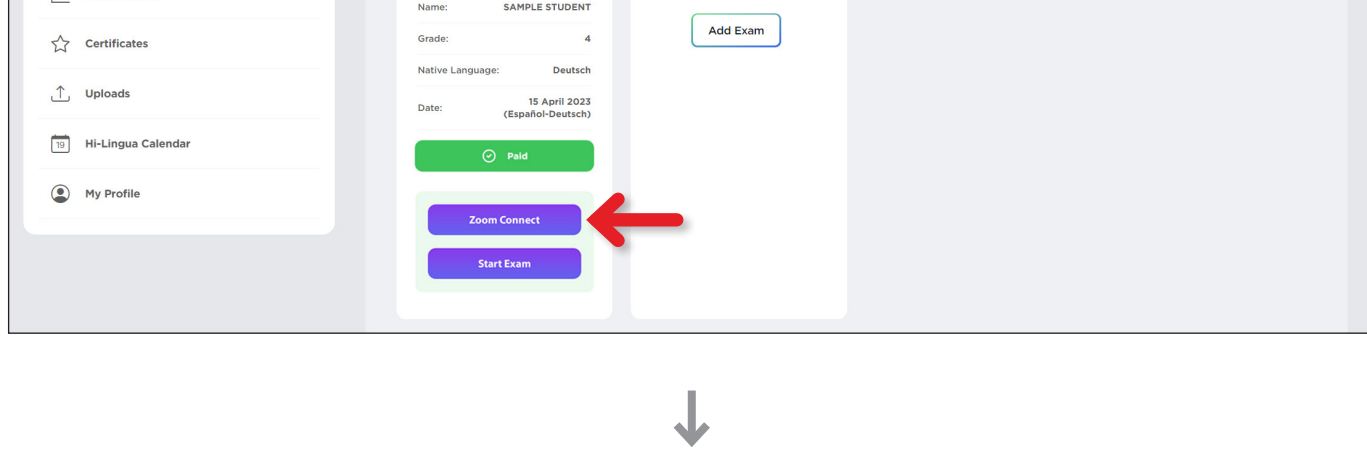 Certificates
Uploads
19
Hi-Lingua Calendar
My Profile
Name: SAMPLE STUDENT
Grade: 4
Native Language: Deutsch
Date: 15 April 2023
(Español-Deutsch)
Paid
Zoom Connect
Start Exam
Add Exam